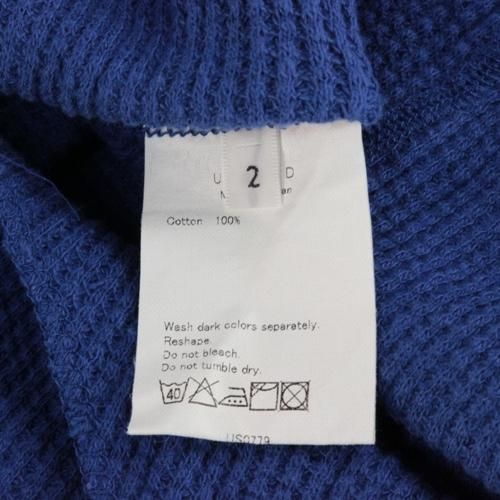 2
Cotton 100%
Wash dark colors separately.
Reshape.
Do not bleach.
Do not tumble dry.
40